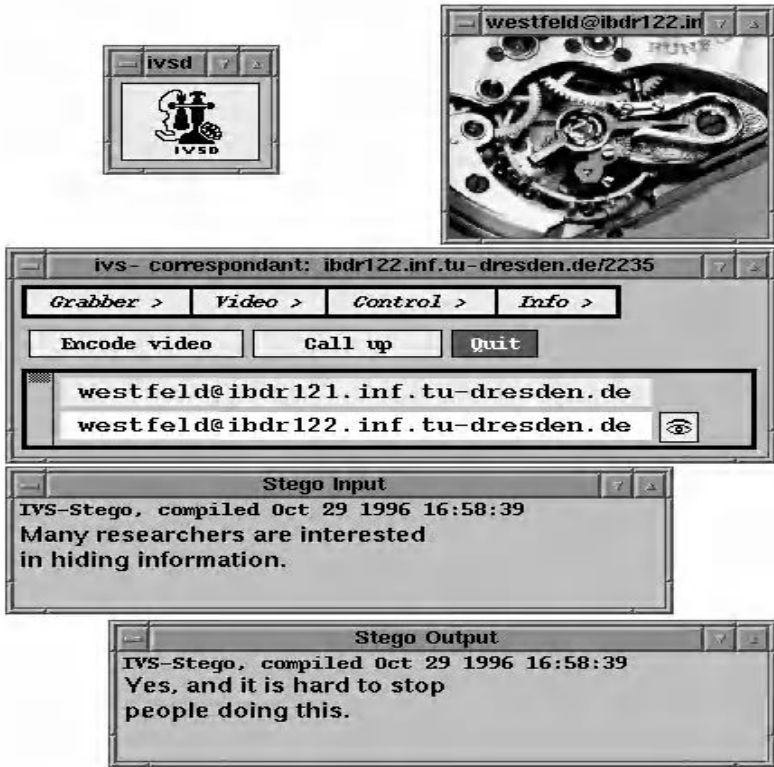 ivsd
IVSD
westfeld@ibdr122.in
ivs- correspondant: ibdr122.inf.tu-dresden.de/2235
Grabber > Video > Control > Info >
Encode video Call up Quit
westfeld@ibdr121.inf.tu-dresden.de
westfeld@ibdr122.inf.tu-dresden.de
Stego Input
IVS-Stego, compiled Oct 29 1996 16:58:39
Many researchers are interested
in hiding information.
Stego Output
IVS-Stego, compiled Oct 29 1996 16:58:39
Yes, and it is hard to stop
people doing this.